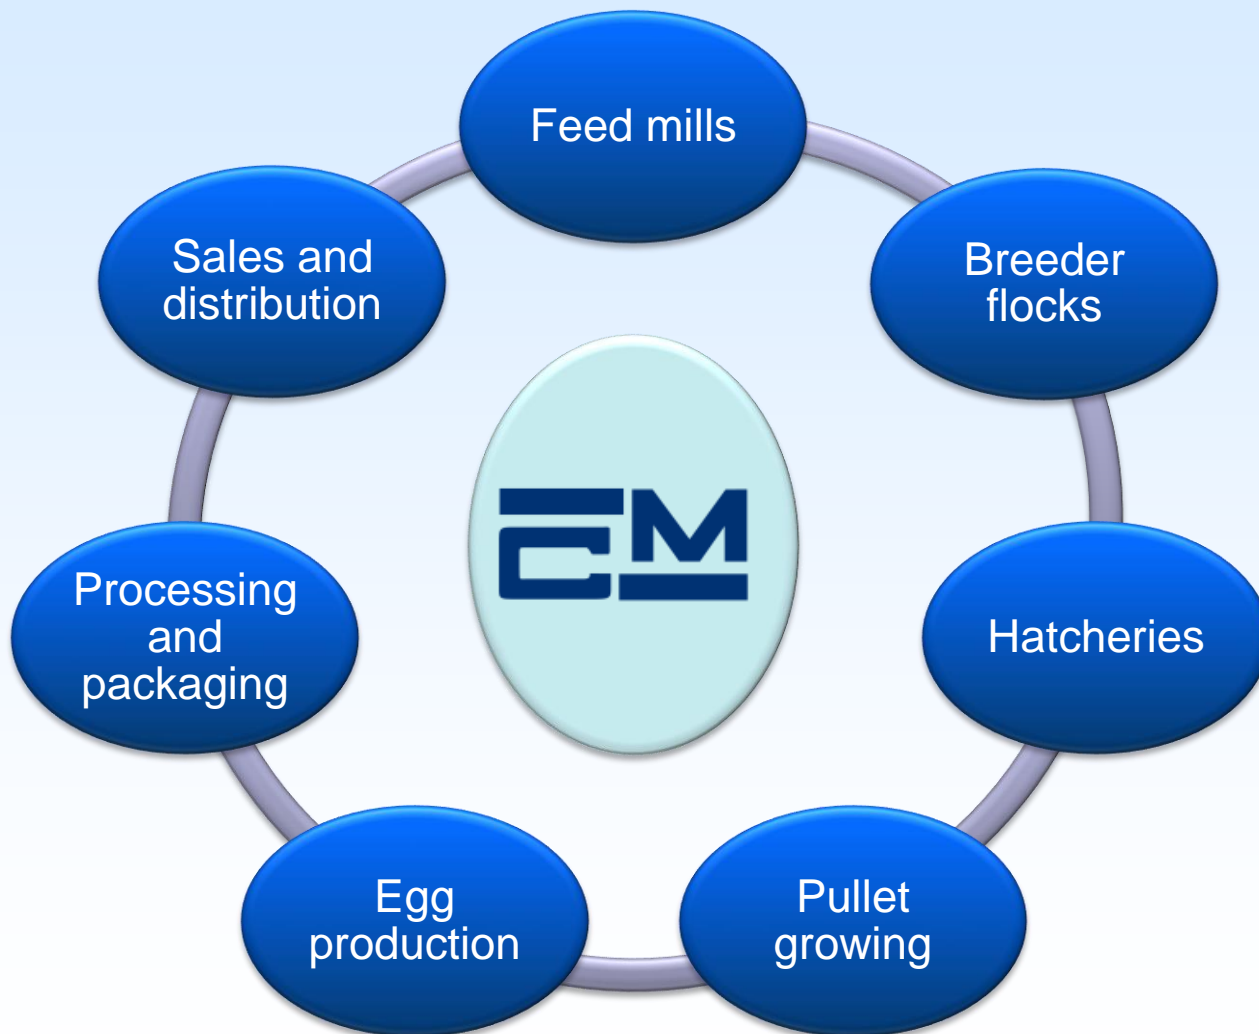 Feed mills
Breeder
flocks
Hatcheries
Pullet
growing
Egg
production
Processing
and
packaging
Sales and
distribution
CM